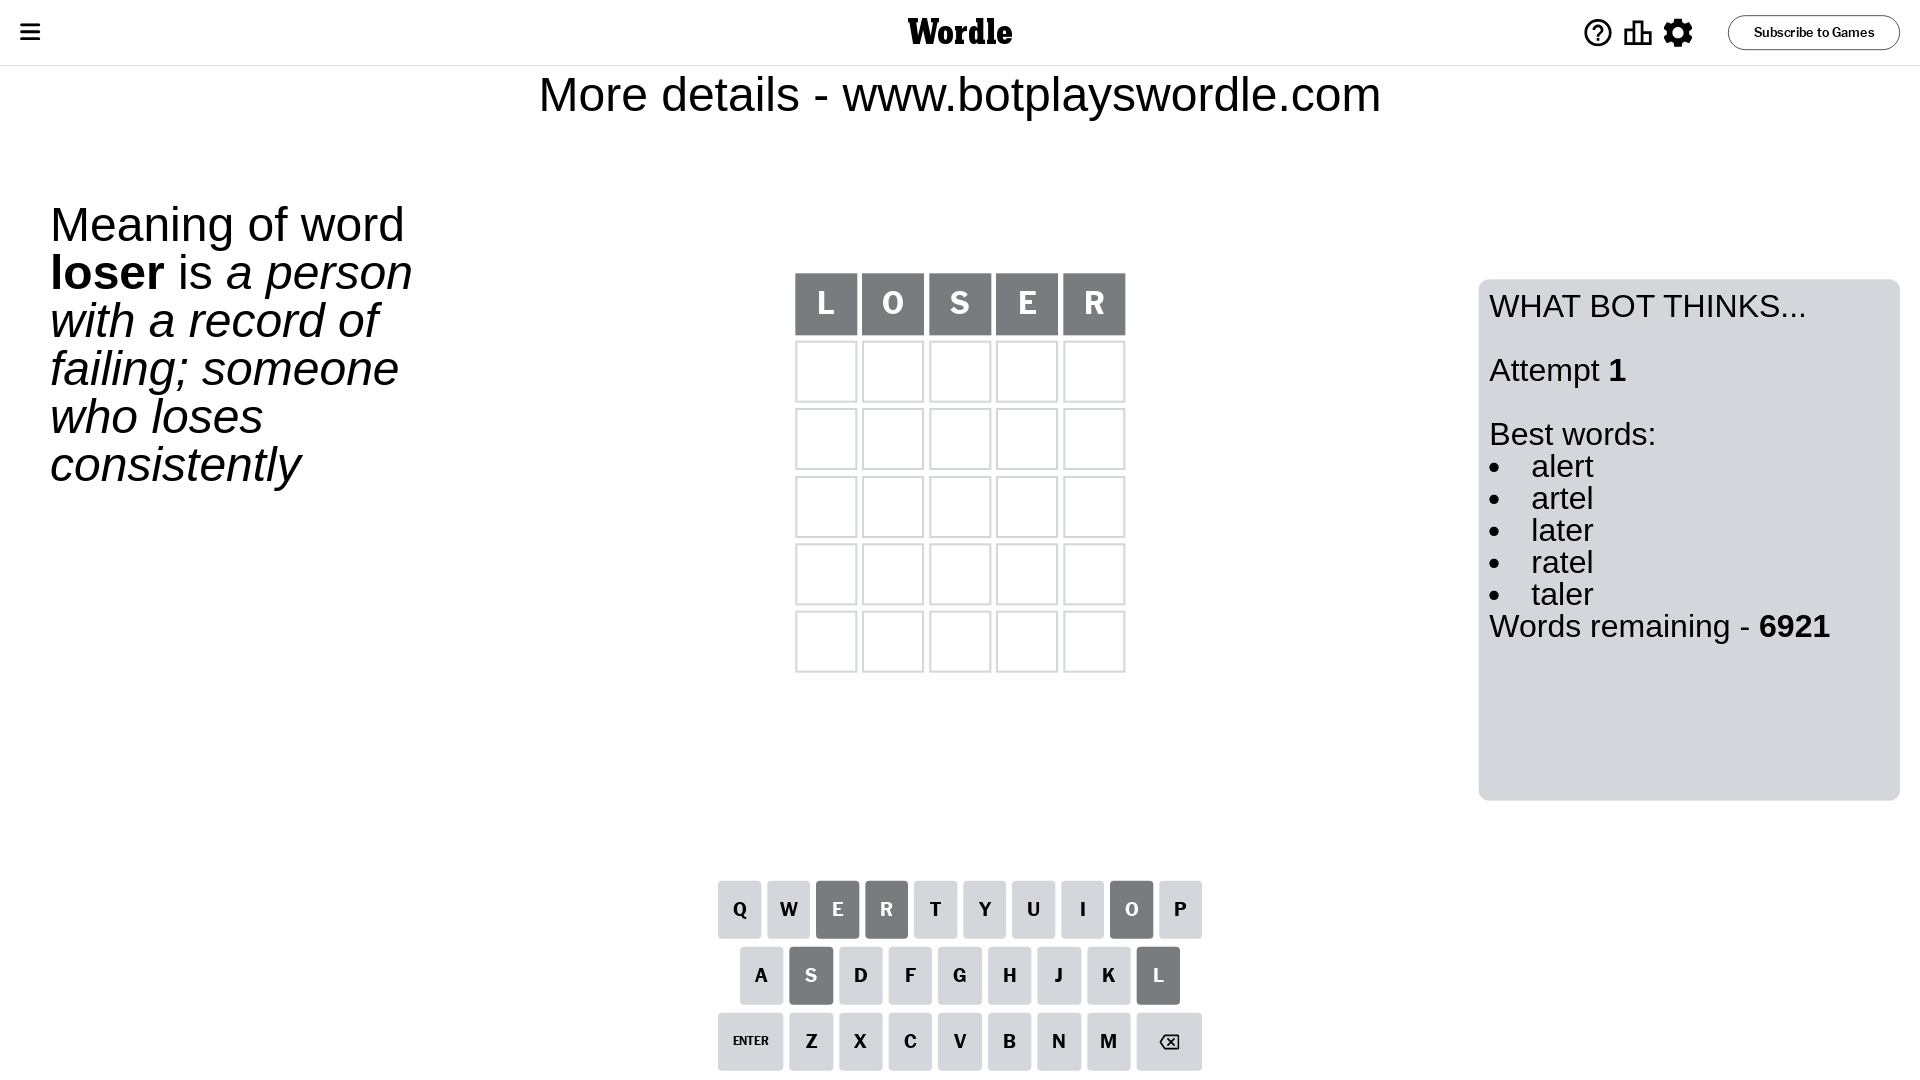 Wordle
Subscribe to Games
More details - www.botplayswordle.com
Meaning of word
loser is a person
with a record of
failing; someone
who loses
consistently
L O S E R
WHAT BOT THINKS...
Attempt 1
Best words:
• alert
• artel
• later
• ratel
• taler
Words remaining - 6921
Q W E R T Y U I O P
A S D F G H J K L
ENTER Z X C V B N M